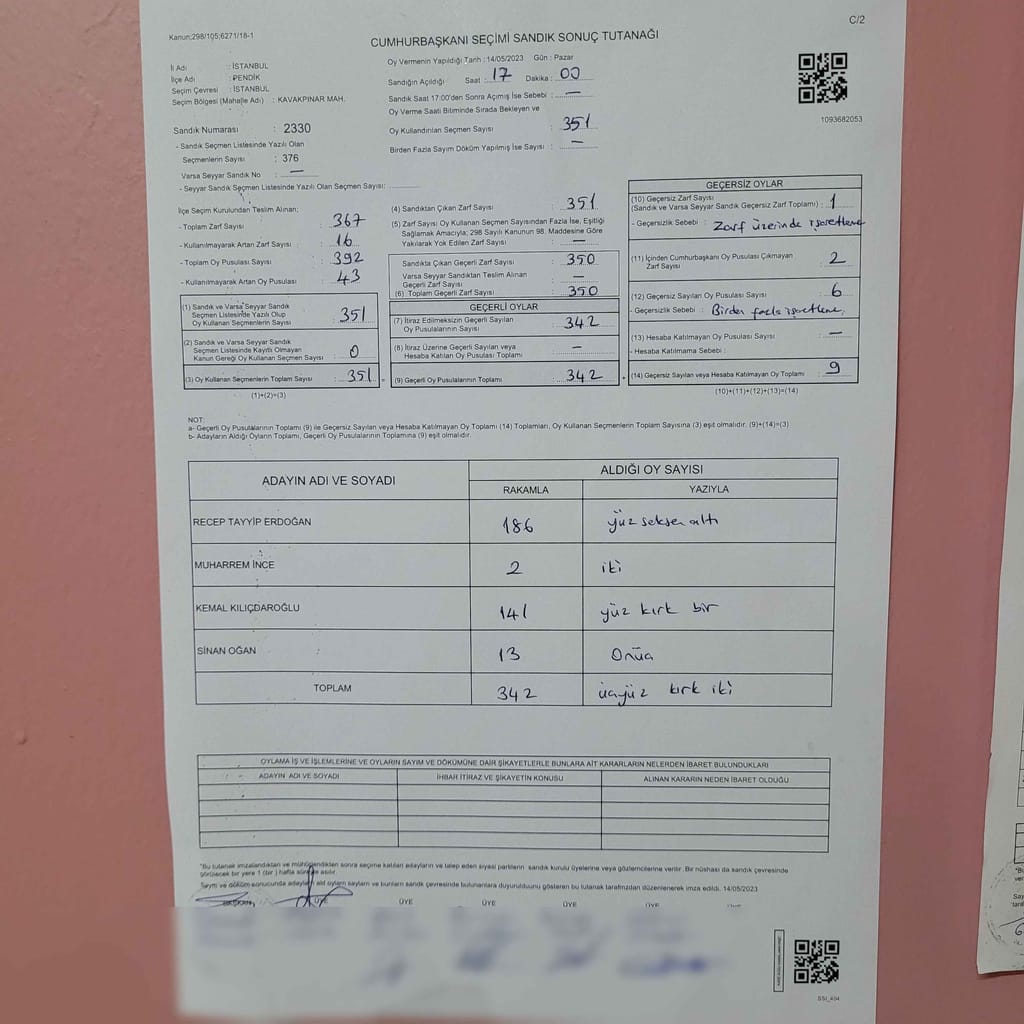 C/2
Kanun:298/105;6271/18-1
CUMHURBAŞKANI SEÇİMİ SANDIK SONUÇ TUTANAĞI
İl Adı : İSTANBUL
İlçe Adı : PENDİK
Seçim Çevresi : İSTANBUL
Seçim Bölgesi (Mahalle Adı) : KAVAKPINAR MAH.
Sandık Numarası : 2330
- Sandık Seçmen Listesinde Yazılı Olan
Seçmenlerin Sayısı : 376
Varsa Seyyar Sandık No : —
- Seyyar Sandık Seçmen Listesinde Yazılı Olan Seçmen Sayısı:
Oy Vermenin Yapıldığı Tarih : 14/05/2023 Gün : Pazar
Sandığın Açıldığı Saat : 17 Dakika : 00
Sandık Saat 17:00'den Sonra Açımış İse Sebebi : —
Oy Verme Saati Bitiminde Sırada Bekleyen ve
Oy Kullandırılan Seçmen Sayısı : 351
Birden Fazla Sayım Döküm Yapılmış İse Sayısı : —
1093682053
İlçe Seçim Kurulundan Teslim Alınan;
- Toplam Zarf Sayısı : 367
- Kullanılmayarak Artan Zarf Sayısı : 16
- Toplam Oy Pusulası Sayısı : 392
- Kullanılmayarak Artan Oy Pusulası : 43
(1) Sandık ve Varsa Seyyar Sandık
Seçmen Listesinde Yazılı Olup
Oy Kullanan Seçmenlerin Sayısı : 351
(2) Sandık ve Varsa Seyyar Sandık
Seçmen Listesinde Kayıtlı Olmayan
Kanun Gereği Oy Kullanan Seçmen Sayısı : 0
(3) Oy Kullanan Seçmenlerin Toplam Sayısı : 351
(1)+(2)=(3)
(4) Sandıktan Çıkan Zarf Sayısı : 351
(5) Zarf Sayısı Oy Kullanan Seçmen Sayısından Fazla İse, Eşitliği
Sağlamak Amacıyla; 298 Sayılı Kanunun 98. Maddesine Göre
Yakılarak Yok Edilen Zarf Sayısı : —
Sandıkta Çıkan Geçerli Zarf Sayısı : 350
Varsa Seyyar Sandıktan Teslim Alınan
Geçerli Zarf Sayısı : —
(6) Toplam Geçerli Zarf Sayısı : 350
GEÇERLİ OYLAR
(7) İtiraz Edilmeksizin Geçerli Sayılan
Oy Pusulalarının Sayısı : 342
(8) İtiraz Üzerine Geçerli Sayılan veya
Hesaba Katılan Oy Pusulası Toplamı : —
(9) Geçerli Oy Pusulalarının Toplamı : 342
GEÇERSİZ OYLAR
(10) Geçersiz Zarf Sayısı
(Sandık ve Varsa Seyyar Sandık Geçersiz Zarf Toplamı) : 1
- Geçersizlik Sebebi : Zarf üzerinde işaretleme
(11) İçinden Cumhurbaşkanı Oy Pusulası Çıkmayan
Zarf Sayısı : 2
(12) Geçersiz Sayılan Oy Pusulası Sayısı : 6
- Geçersizlik Sebebi : Birden fazla işaretleme,
(13) Hesaba Katılmayan Oy Pusulası Sayısı : —
- Hesaba Katılmama Sebebi :
(14) Geçersiz Sayılan veya Hesaba Katılmayan Oy Toplamı : 9
(10)+(11)+(12)+(13)=(14)
NOT:
a- Geçerli Oy Pusulalarının Toplamı (9) ile Geçersiz Sayılan veya Hesaba Katılmayan Oy Toplamı (14) Toplamları, Oy Kullanan Seçmenlerin Toplam Sayısına (3) eşit olmalıdır. (9)+(14)=(3)
b- Adayların Aldığı Oyların Toplamı, Geçerli Oy Pusulalarının Toplamına (9) eşit olmalıdır.
ADAYIN ADI VE SOYADI ALDIĞI OY SAYISI
RAKAMLA YAZIYLA
RECEP TAYYİP ERDOĞAN 186 yüz seksen altı
MUHARREM İNCE 2 iki
KEMAL KILIÇDAROĞLU 141 yüz kırk bir
SİNAN OĞAN 13 Onüç
TOPLAM 342 üçyüz kırk iki
OYLAMA İŞ VE İŞLEMLERİNE VE OYLARIN SAYIM VE DÖKÜMÜNE DAİR ŞİKAYETLERLE BUNLARA AİT KARARLARIN NELERDEN İBARET BULUNDUKLARI
ADAYIN ADI VE SOYADI İHBAR İTİRAZ VE ŞİKAYETİN KONUSU ALINAN KARARIN NEDEN İBARET OLDUĞU
"Bu tutanak imzalandıktan ve mühürlendikten sonra seçime katılan adayların ve talep eden siyasi partilerin sandık kurulu üyelerine veya gözlemcilerine verilir. Bir nüshası da sandık çevresinde
görülecek bir yere 1 (bir) hafta süre ile asılır.
Sayım ve döküm sonucunda adayların aldığı oyların sayılarını ve bunların sandık çevresinde bulunanlara duyurulduğunu gösteren bu tutanak tarafımızdan düzenlenerek imza edildi. 14/05/2023
BAŞKAN ÜYE ÜYE ÜYE ÜYE ÜYE ÜYE